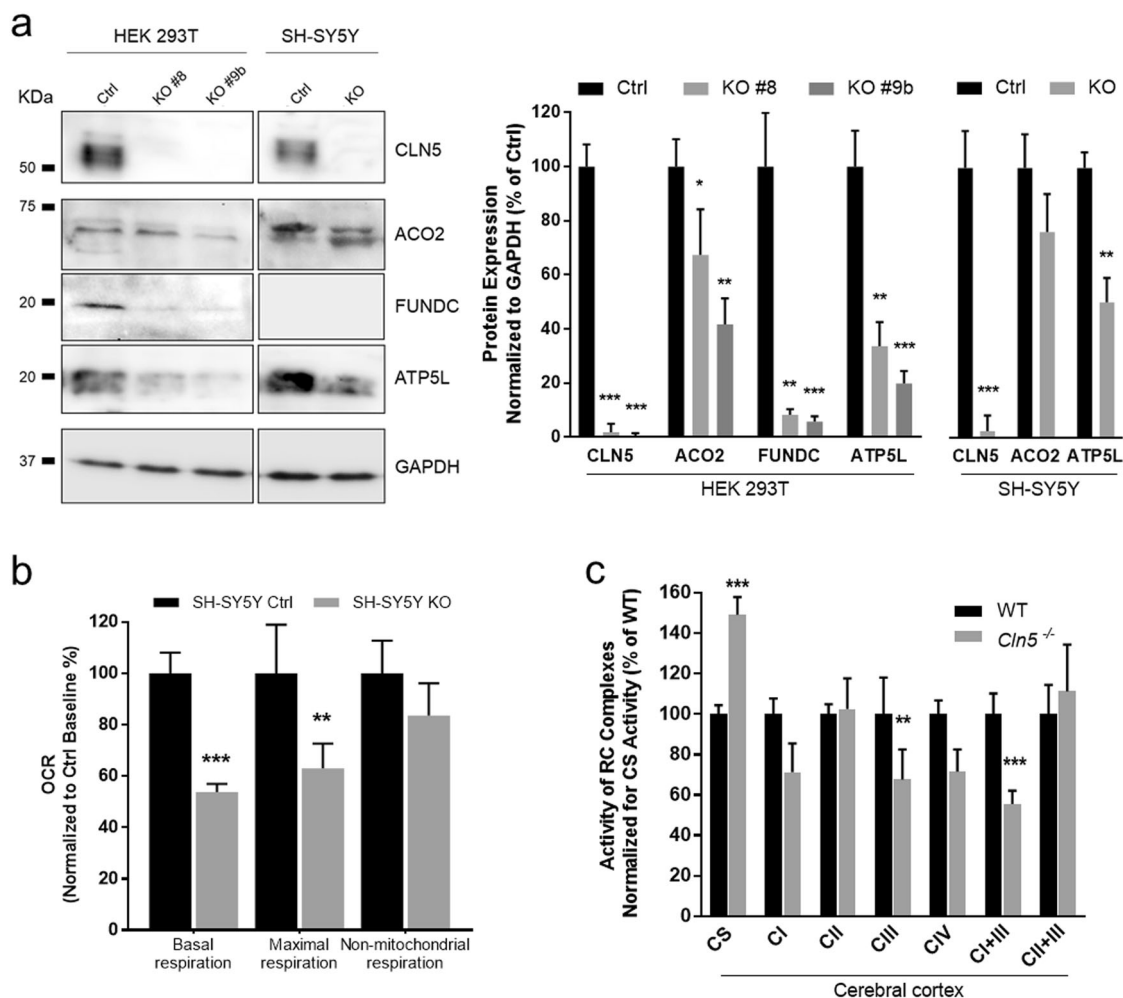 a
HEK 293T
SH-SY5Y
KDa
Ctrl
KO #8
KO #9b
Ctrl
KO
50
CLN5
75
ACO2
20
FUNDC
20
ATP5L
37
GAPDH
Ctrl
KO #8
KO #9b
Ctrl
KO
Protein Expression
Normalized to GAPDH (% of Ctrl)
120
100
80
60
40
20
0
***
***
*
**
**
***
**
***
***
**
CLN5
ACO2
FUNDC
ATP5L
CLN5
ACO2
ATP5L
HEK 293T
SH-SY5Y
b
SH-SY5Y Ctrl
SH-SY5Y KO
OCR
(Normalized to Ctrl Baseline %)
120
100
80
60
40
20
0
***
**
Basal
respiration
Maximal
respiration
Non-mitochondrial
respiration
c
WT
Cln5 -/-
Activity of RC Complexes
Normalized for CS Activity (% of WT)
160
140
120
100
80
60
40
20
0
***
**
***
CS
CI
CII
CIII
CIV
CI+III
CII+III
Cerebral cortex